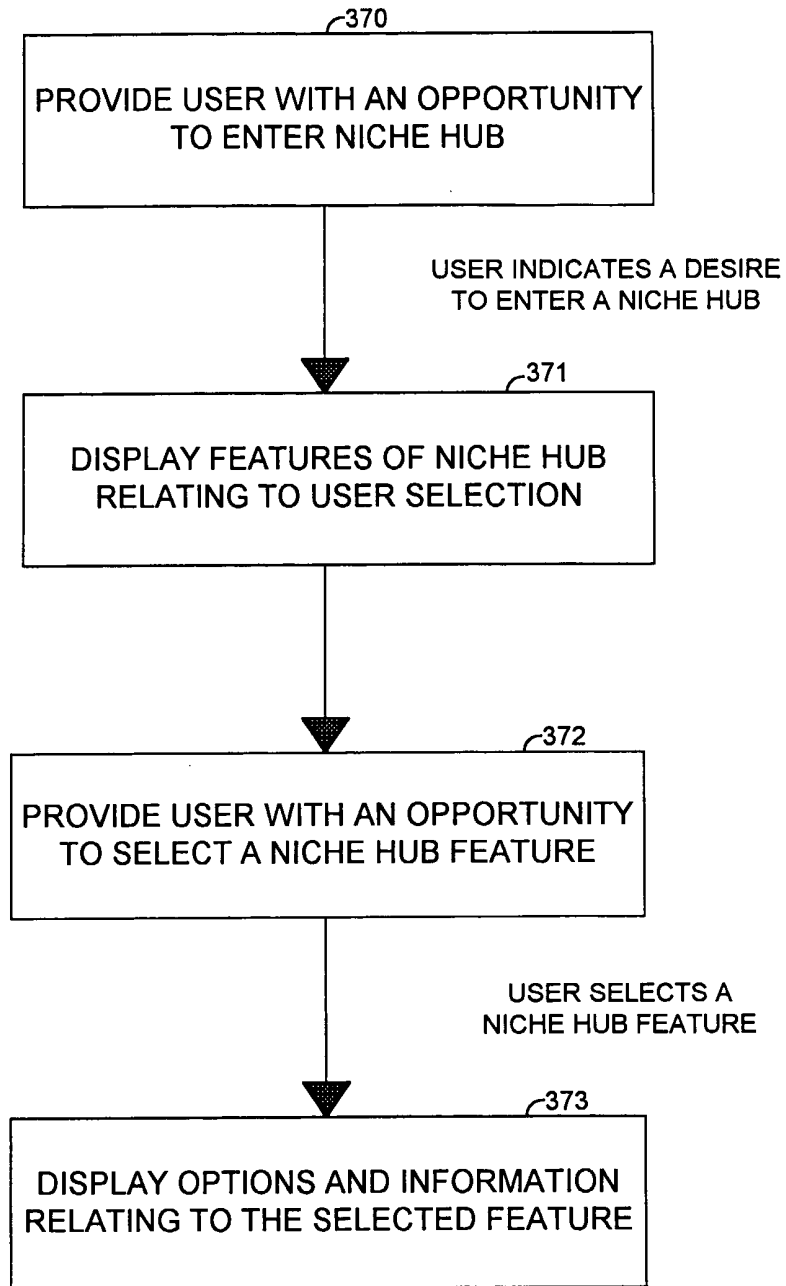 370
PROVIDE USER WITH AN OPPORTUNITY
TO ENTER NICHE HUB
USER INDICATES A DESIRE
TO ENTER A NICHE HUB
371
DISPLAY FEATURES OF NICHE HUB
RELATING TO USER SELECTION
372
PROVIDE USER WITH AN OPPORTUNITY
TO SELECT A NICHE HUB FEATURE
USER SELECTS A
NICHE HUB FEATURE
373
DISPLAY OPTIONS AND INFORMATION
RELATING TO THE SELECTED FEATURE